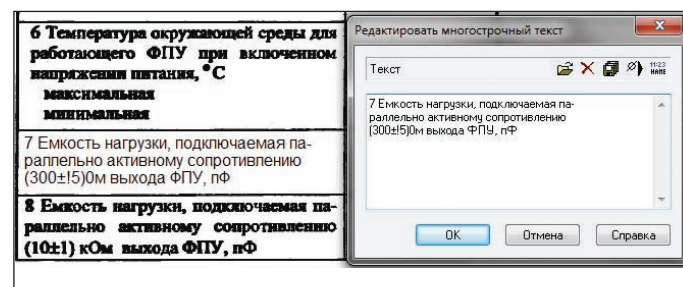 6 Температура окружающей среды для
работающего ФПУ при включенном
напряжении питания, °С
максимальная
минимальная
7 Емкость нагрузки, подключаемая па-
раллельно активному сопротивлению
(300±!5)0м выхода ФПУ, пФ
8 Емкость нагрузки, подключаемая па-
раллельно активному сопротивлению
(10±1) кОм выхода ФПУ, пФ
Редактировать многострочный текст
Текст
11:23
НАМЕ
7 Емкость нагрузки, подключаемая па-
раллельно активному сопротивлению
(300±!5)0м выхода ФПУ, пФ
OK
Отмена
Справка